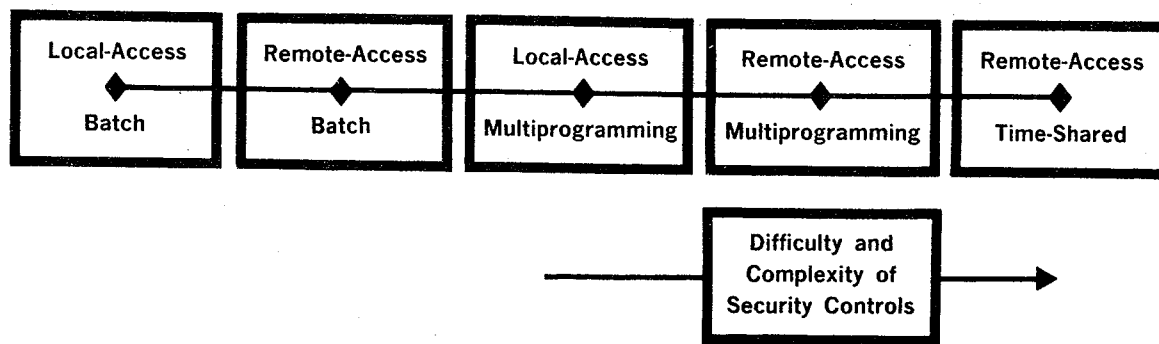 Local-Access
Batch
Remote-Access
Batch
Local-Access
Multiprogramming
Remote-Access
Multiprogramming
Remote-Access
Time-Shared
Difficulty and
Complexity of
Security Controls